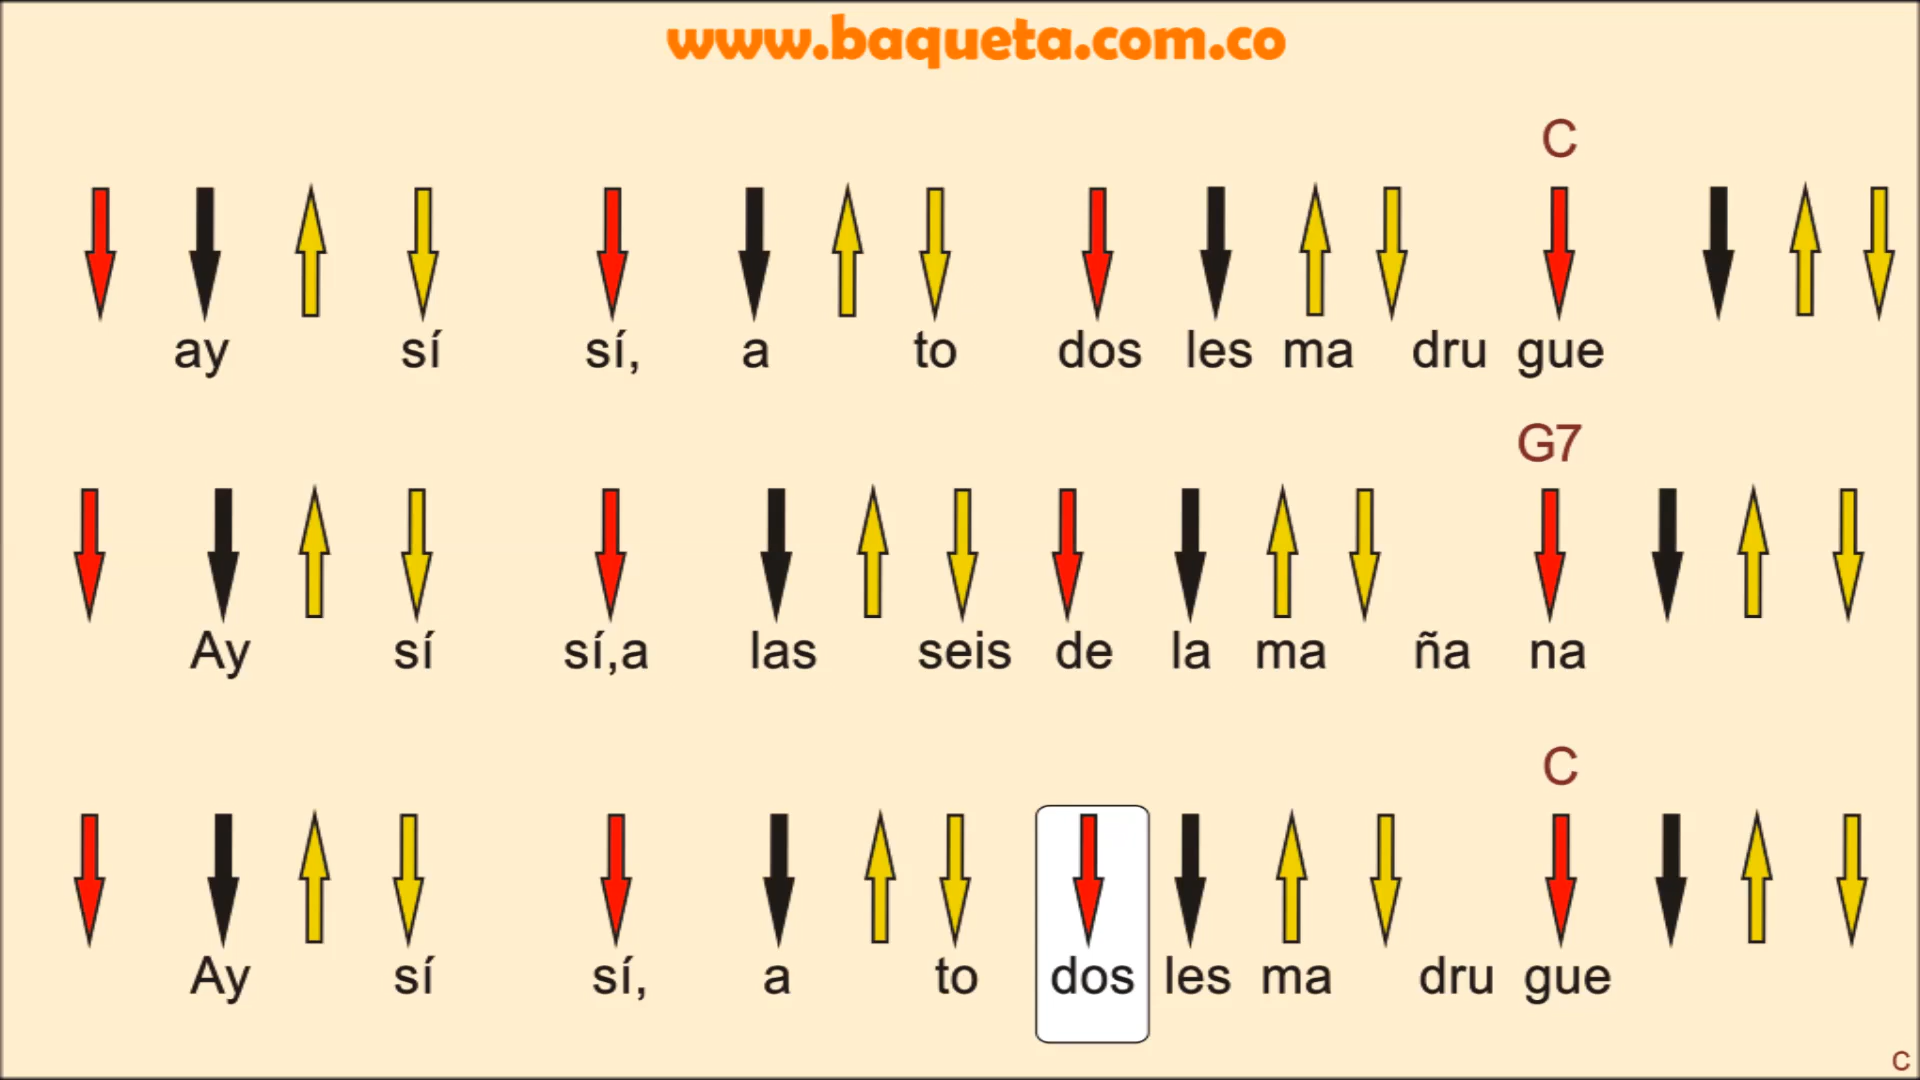 www.baqueta.com.co
C
ay sí sí, a to dos les ma dru gue
G7
Ay sí sí,a las seis de la ma ña na
C
Ay sí sí, a to dos les ma dru gue
C